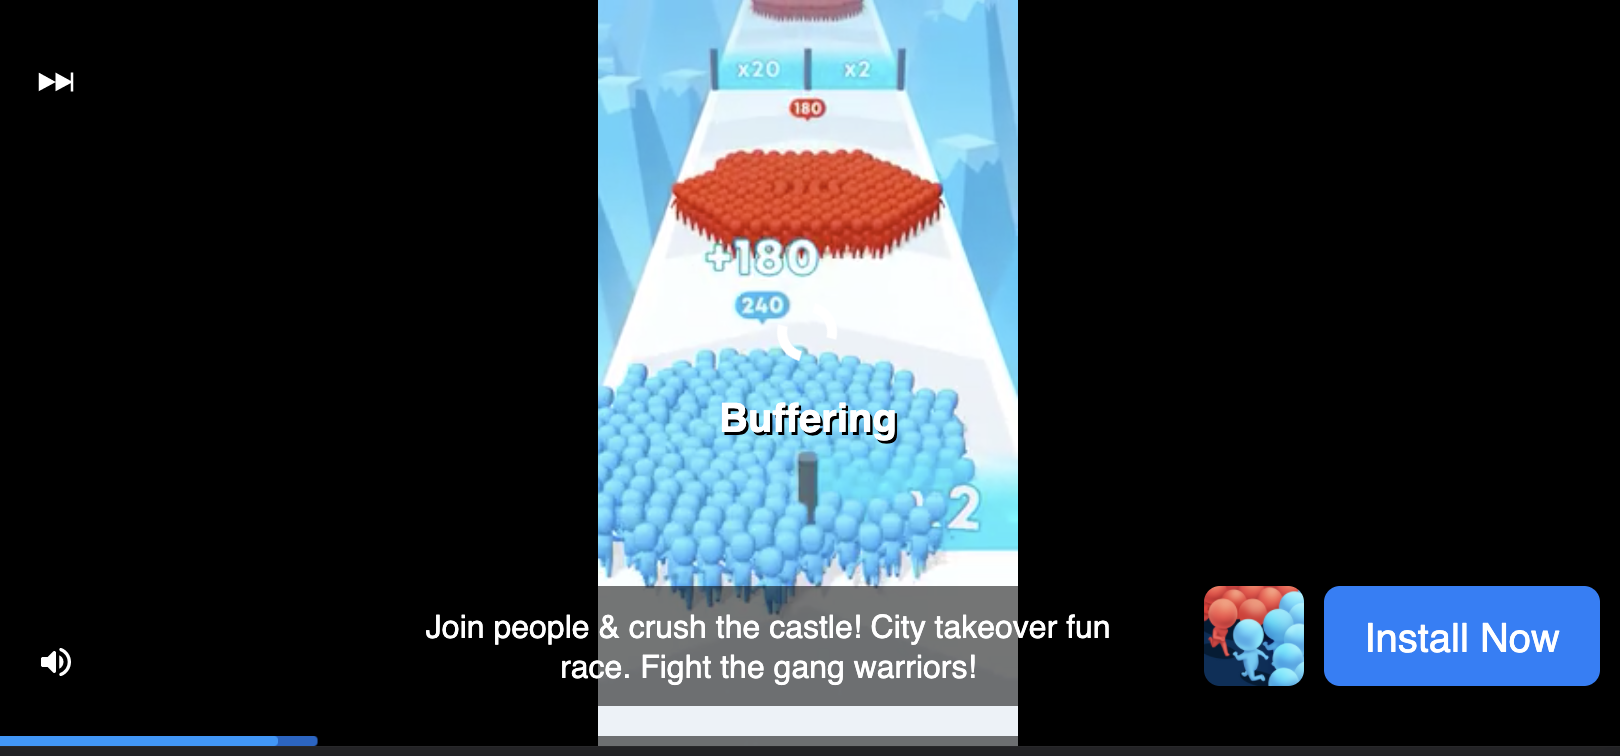 x20 x2
180
+180
240
Buffering
x2
Join people & crush the castle! City takeover fun
race. Fight the gang warriors!
Install Now